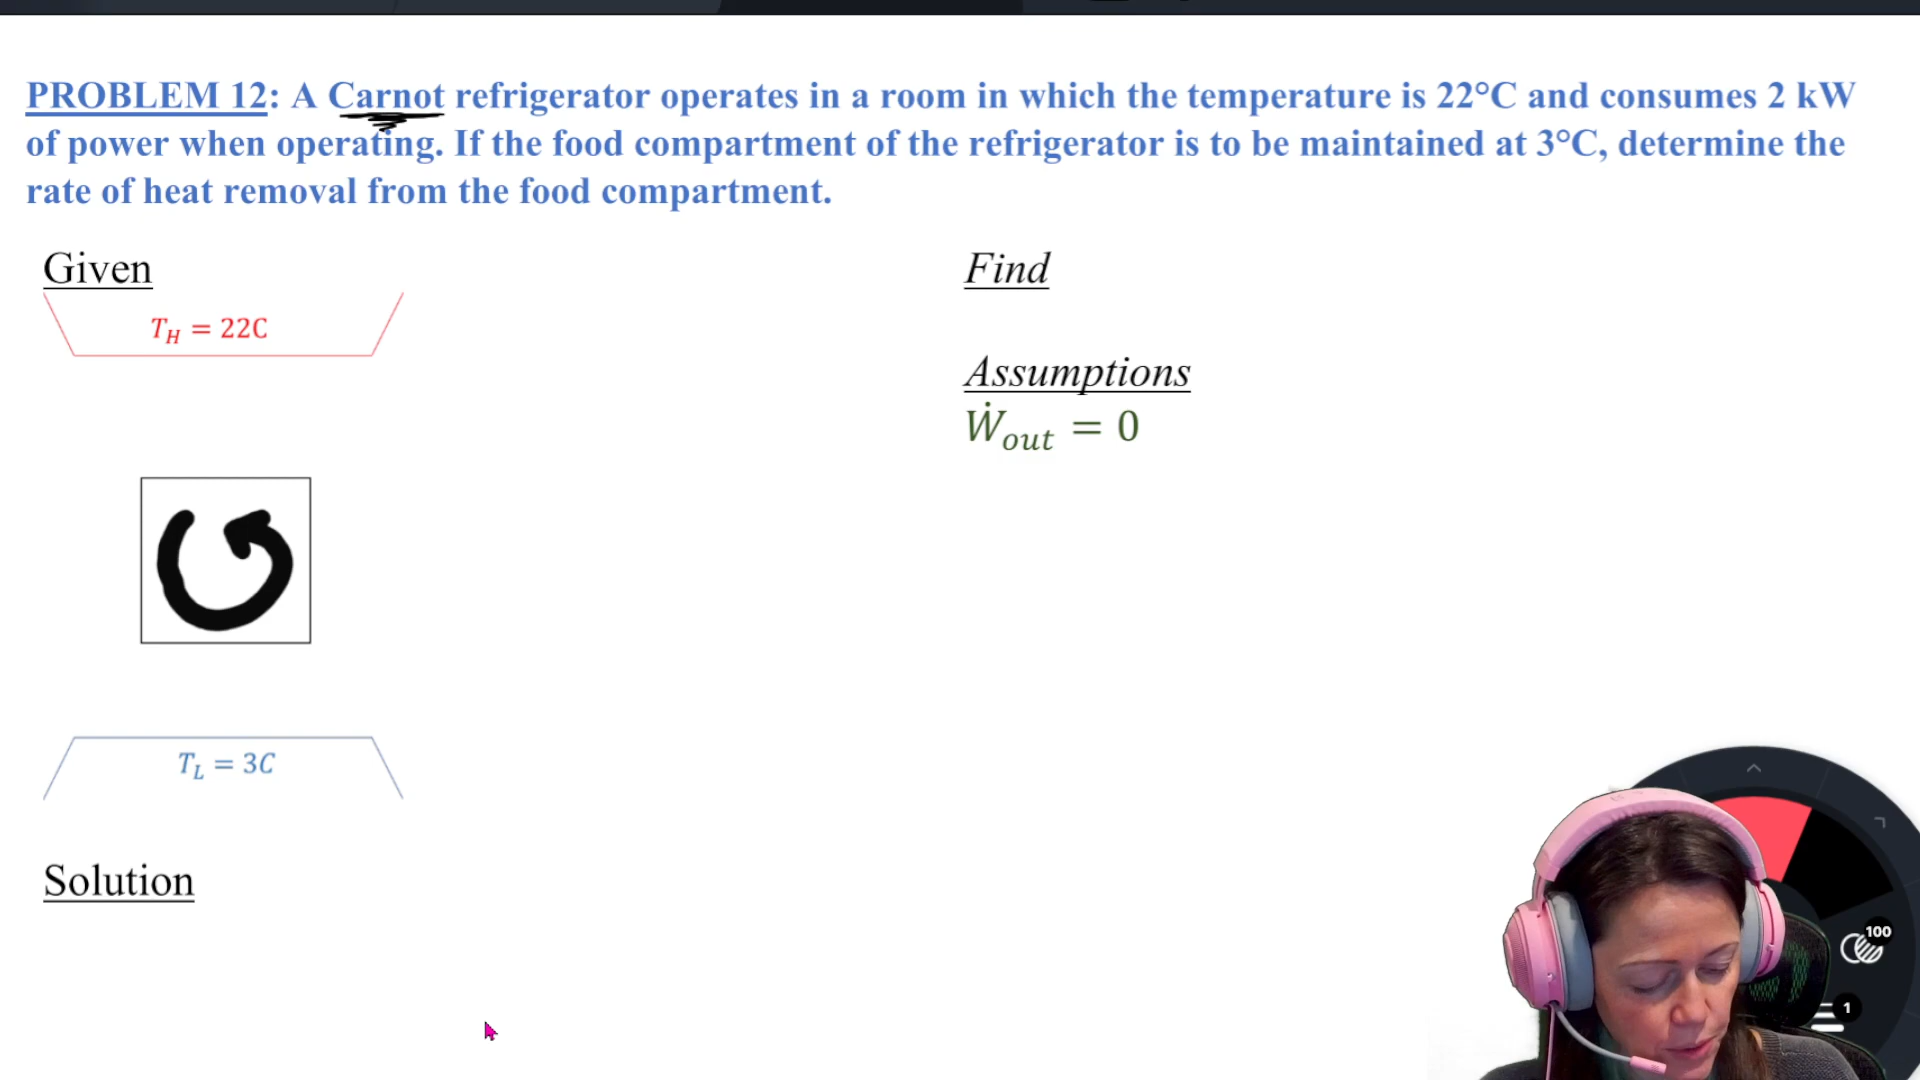 PROBLEM 12: A Carnot refrigerator operates in a room in which the temperature is 22°C and consumes 2 kW
of power when operating. If the food compartment of the refrigerator is to be maintained at 3°C, determine the
rate of heat removal from the food compartment.
Given
T_H = 22C
Find
Assumptions
Ẇ_out = 0
T_L = 3C
Solution
100
1